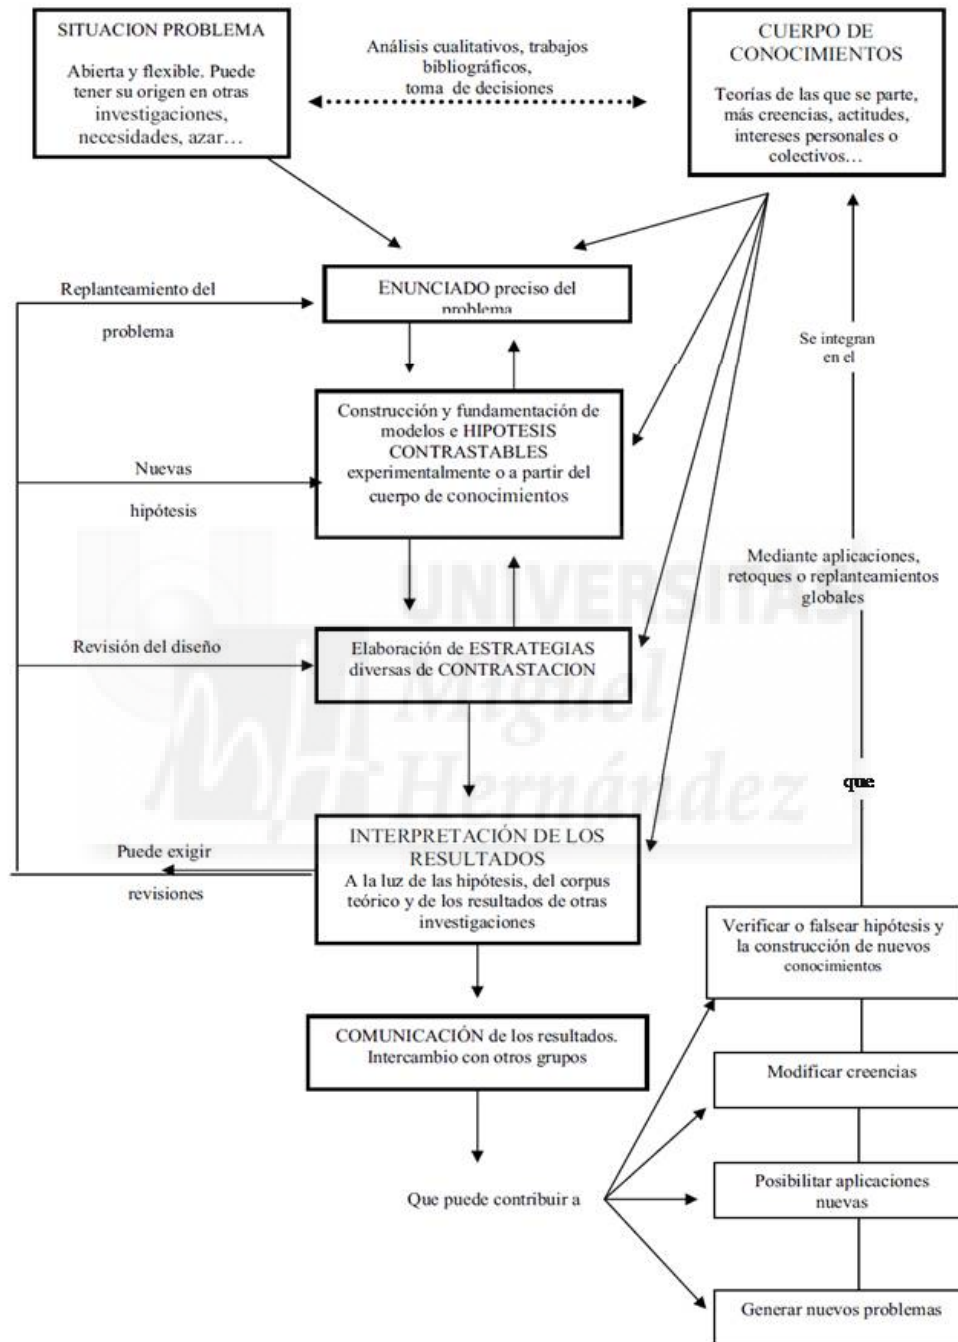 SITUACION PROBLEMA
Abierta y flexible. Puede
tener su origen en otras
investigaciones,
necesidades, azar…
Análisis cualitativos, trabajos
bibliográficos,
toma de decisiones
CUERPO DE
CONOCIMIENTOS
Teorías de las que se parte,
más creencias, actitudes,
intereses personales o
colectivos…
Replanteamiento del
problema
ENUNCIADO preciso del
problema
Se integran
en el
Construcción y fundamentación de
modelos e HIPOTESIS
CONTRASTABLES
experimentalmente o a partir del
cuerpo de conocimientos
Nuevas
hipótesis
Mediante aplicaciones,
retoques o replanteamientos
globales
UNIVERSITAS
Miguel
Hernández
Revisión del diseño
Elaboración de ESTRATEGIAS
diversas de CONTRASTACION
que
INTERPRETACIÓN DE LOS
RESULTADOS
A la luz de las hipótesis, del corpus
teórico y de los resultados de otras
investigaciones
Puede exigir
revisiones
Verificar o falsear hipótesis y
la construcción de nuevos
conocimientos
COMUNICACIÓN de los resultados.
Intercambio con otros grupos
Modificar creencias
Que puede contribuir a
Posibilitar aplicaciones
nuevas
Generar nuevos problemas